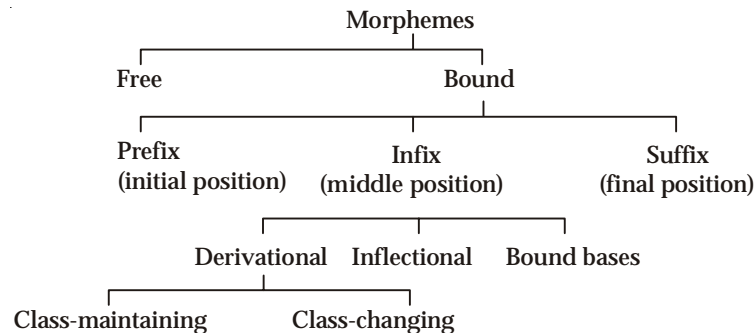 Morphemes
Free Bound
Prefix Infix Suffix
(initial position) (middle position) (final position)
Derivational Inflectional Bound bases
Class-maintaining Class-changing